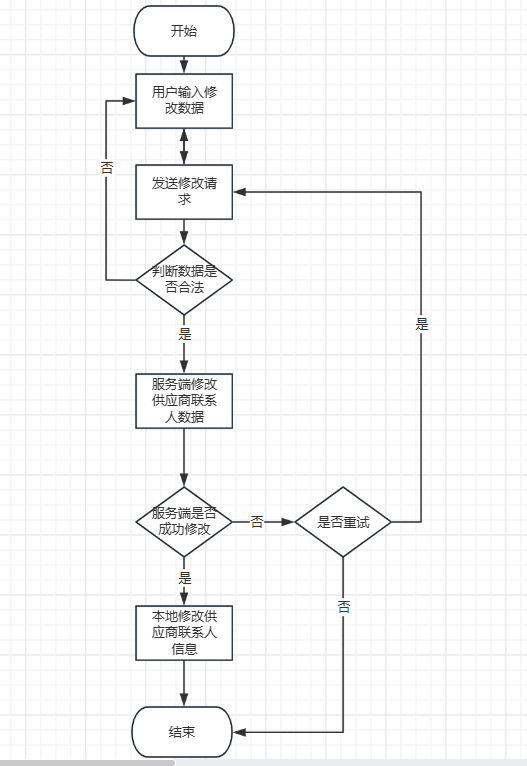 开始
用户输入修
改数据
否
发送修改请
求
判断数据是
否合法
是
是
服务端修改
供应商联系
人数据
服务端是否
成功修改
否
是否重试
是
否
本地修改供
应商联系人
信息
结束